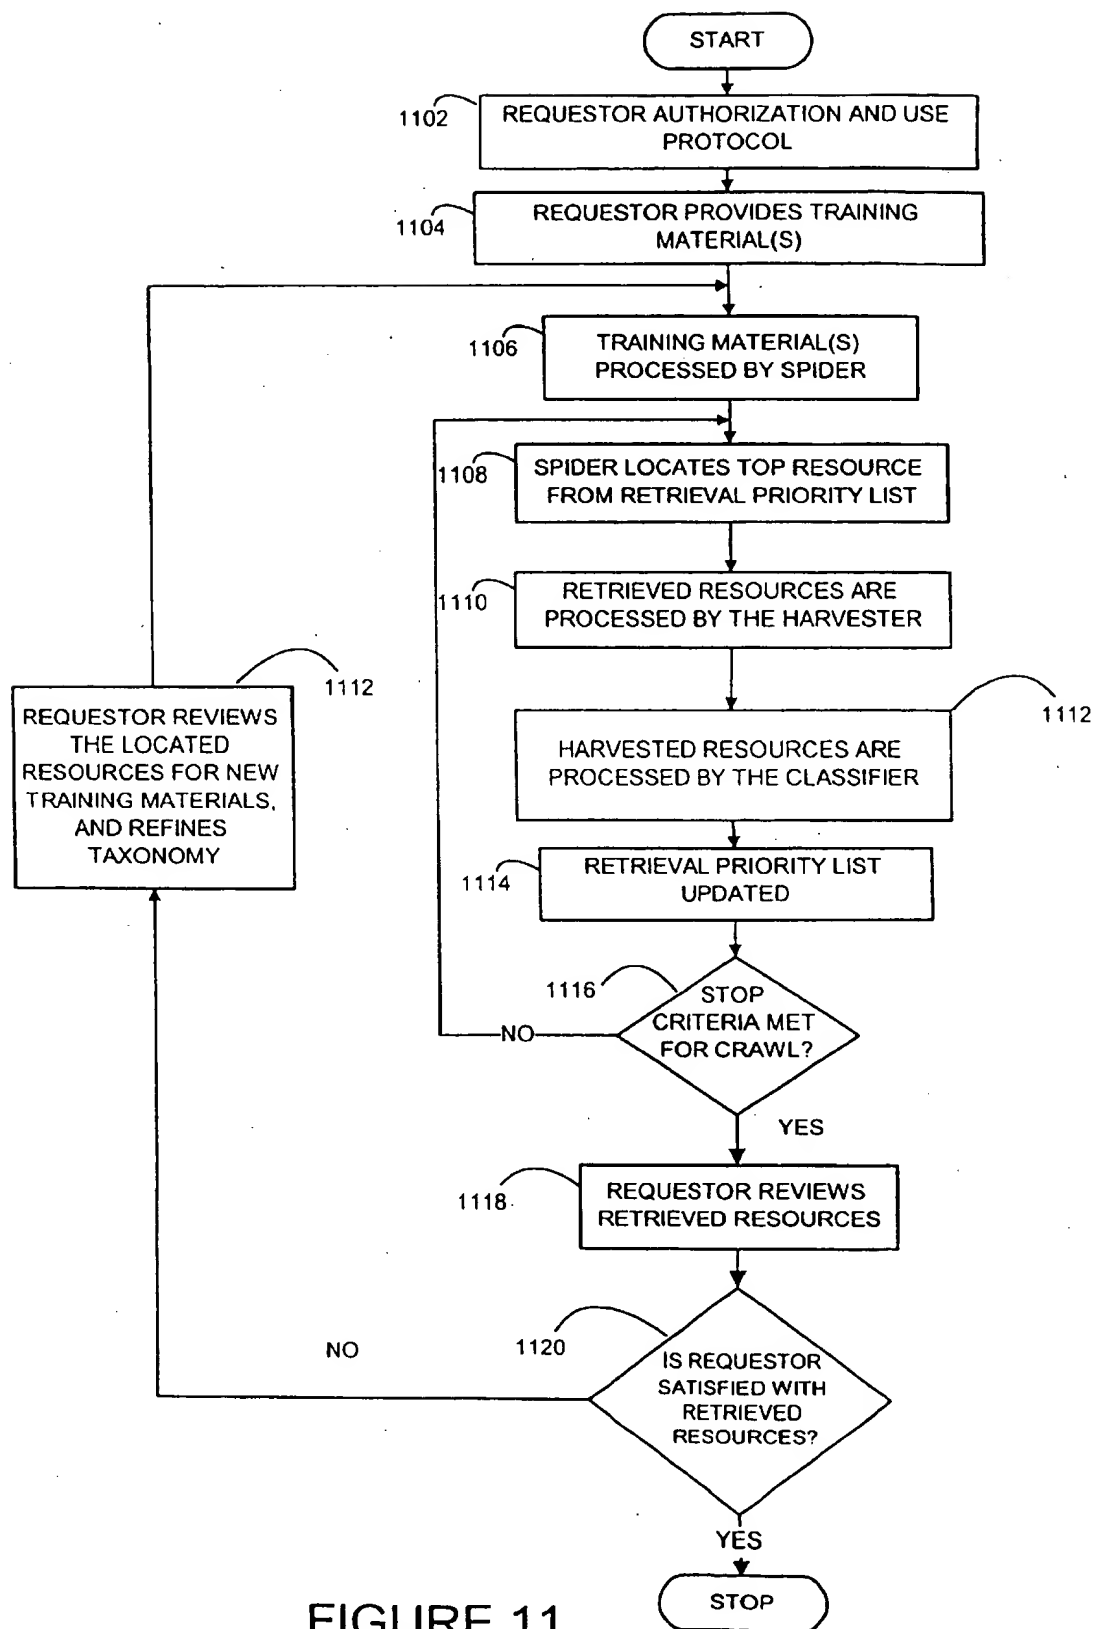 START
1102
REQUESTOR AUTHORIZATION AND USE
PROTOCOL
1104
REQUESTOR PROVIDES TRAINING
MATERIAL(S)
1106
TRAINING MATERIAL(S)
PROCESSED BY SPIDER
1108
SPIDER LOCATES TOP RESOURCE
FROM RETRIEVAL PRIORITY LIST
1110
RETRIEVED RESOURCES ARE
PROCESSED BY THE HARVESTER
1112
REQUESTOR REVIEWS
THE LOCATED
RESOURCES FOR NEW
TRAINING MATERIALS,
AND REFINES
TAXONOMY
1112
HARVESTED RESOURCES ARE
PROCESSED BY THE CLASSIFIER
1114
RETRIEVAL PRIORITY LIST
UPDATED
1116
STOP
CRITERIA MET
FOR CRAWL?
NO
YES
1118
REQUESTOR REVIEWS
RETRIEVED RESOURCES
1120
IS REQUESTOR
SATISFIED WITH
RETRIEVED
RESOURCES?
NO
YES
STOP
FIGURE 11